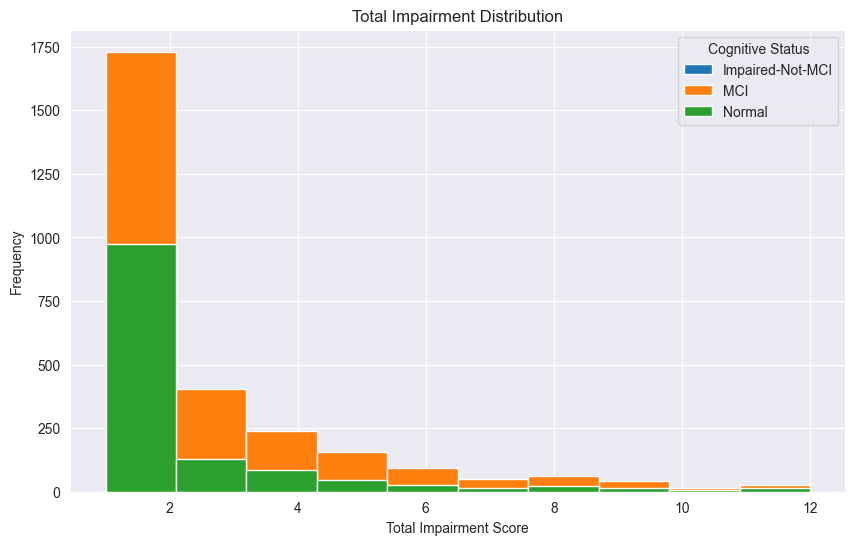 Total Impairment Distribution
Cognitive Status
Impaired-Not-MCI
MCI
Normal
1750
1500
1250
1000
750
500
250
0
Frequency
2
4
6
8
10
12
Total Impairment Score